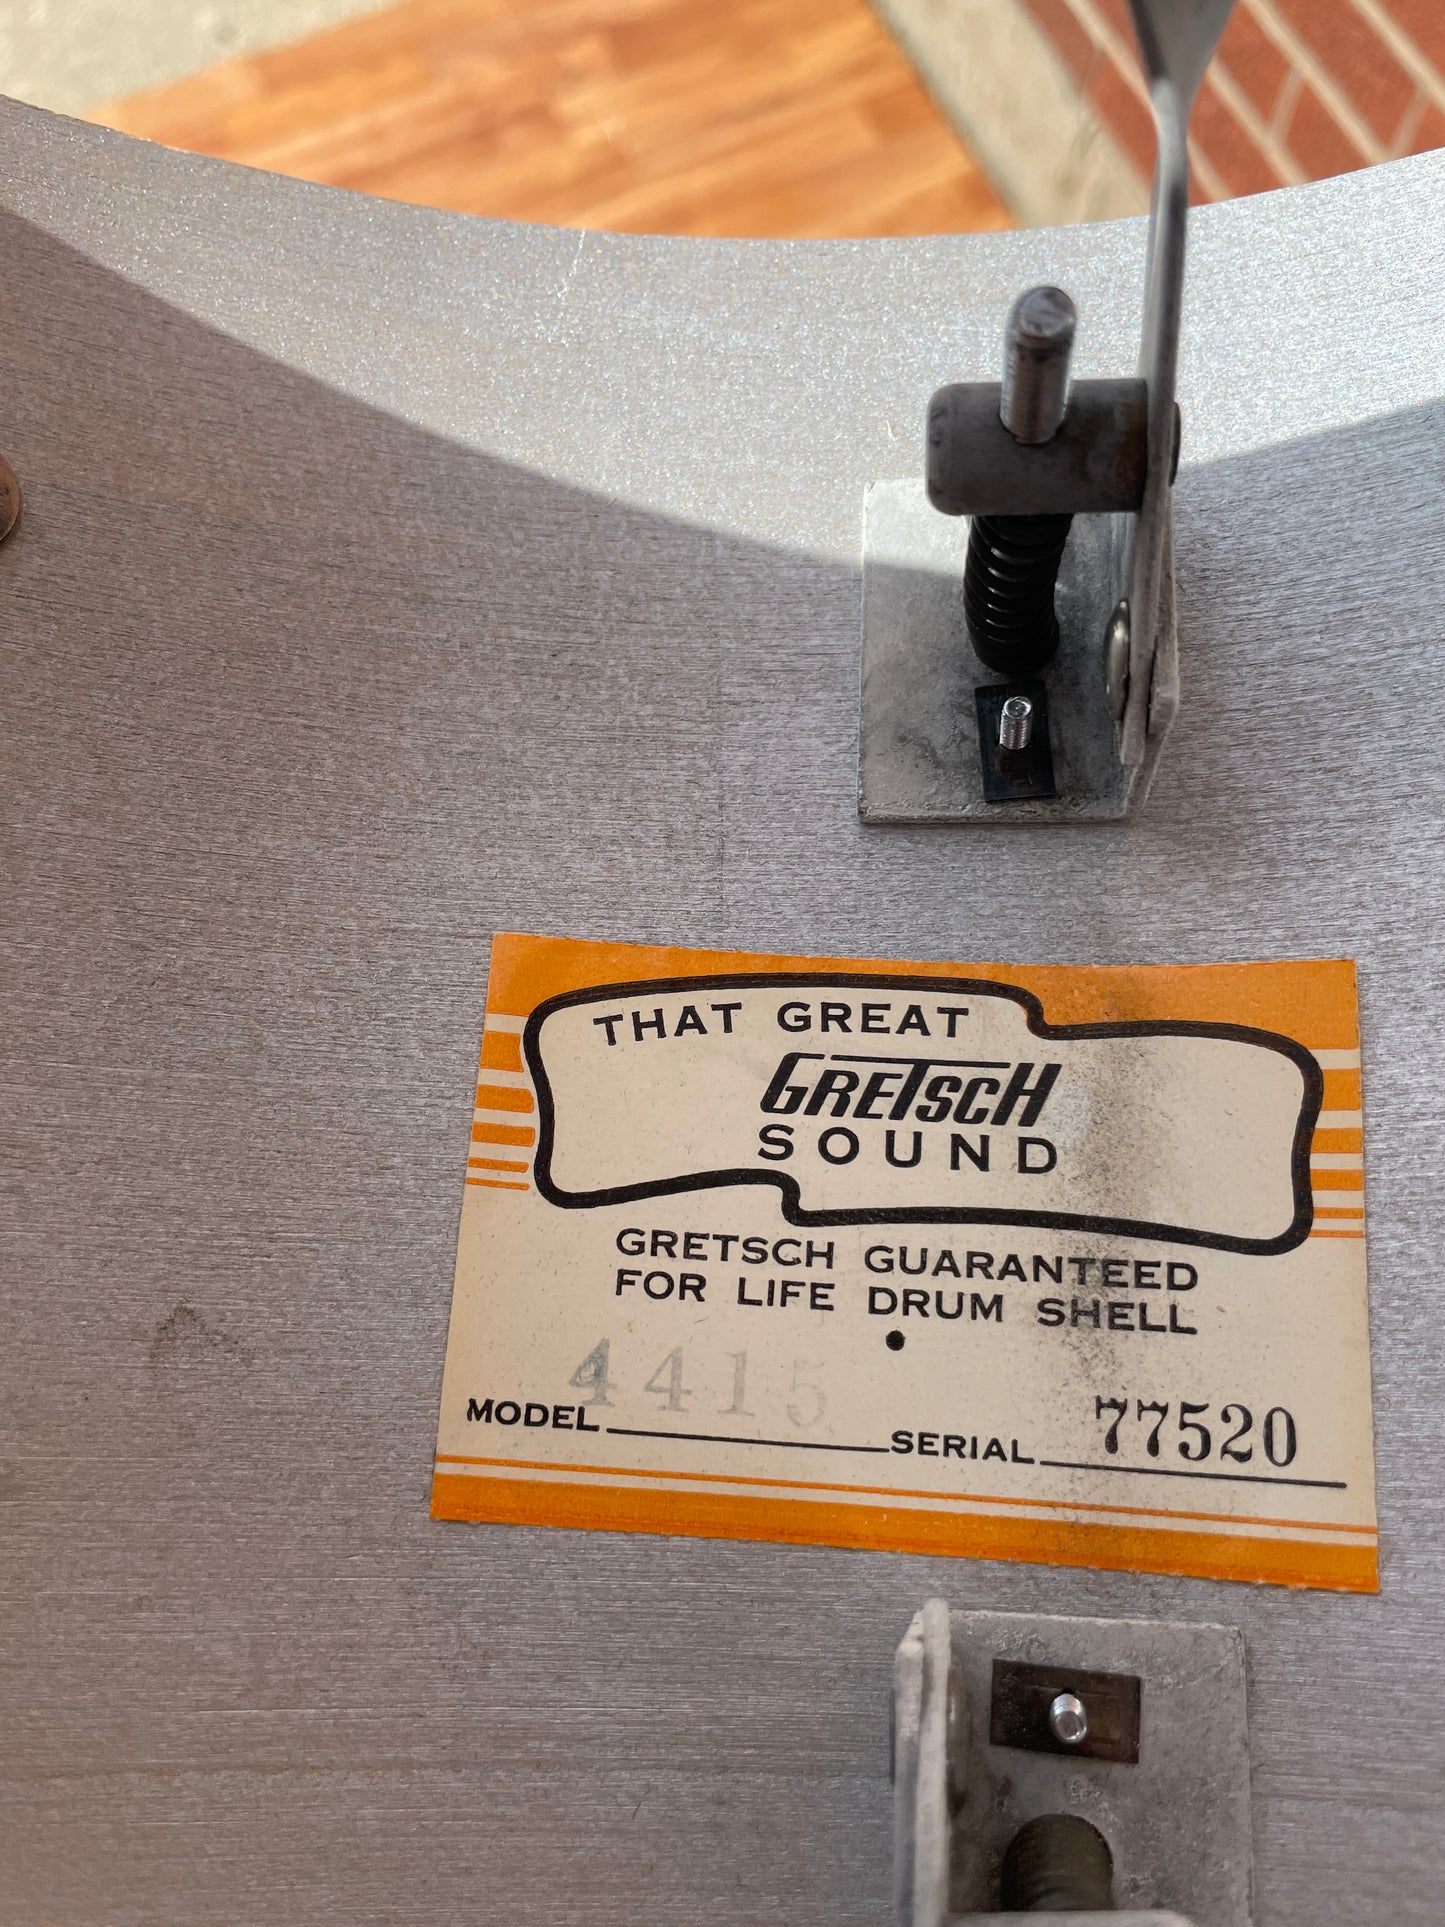 THAT GREAT
GRETSCH
SOUND
GRETSCH GUARANTEED
FOR LIFE DRUM SHELL
MODEL 4415 SERIAL 77520